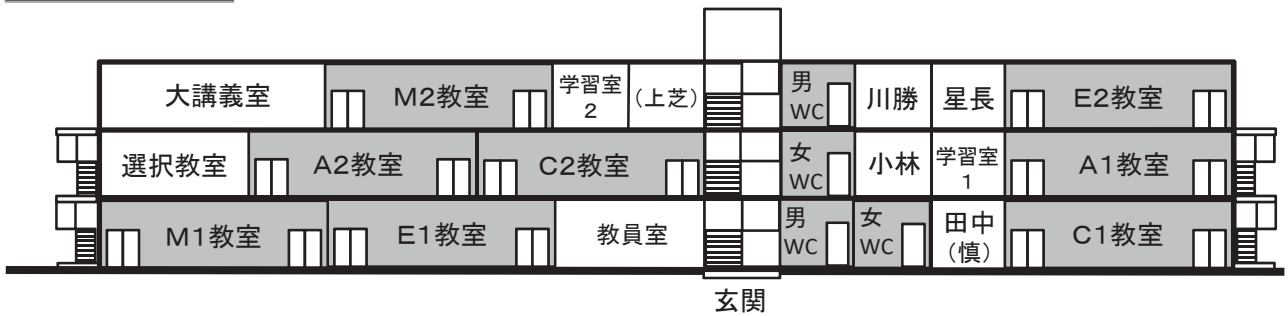 大講義室
M2教室
学習室
2
(上芝)
男
WC
川勝
星長
E2教室
選択教室
A2教室
C2教室
女
WC
小林
学習室
1
A1教室
M1教室
E1教室
教員室
男
WC
女
WC
田中
(慎)
C1教室
玄関